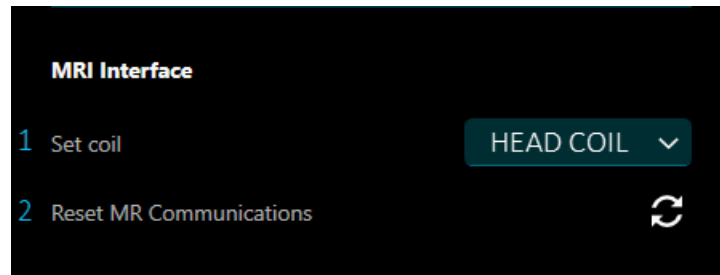 MRI Interface
1 Set coil HEAD COIL
2 Reset MR Communications